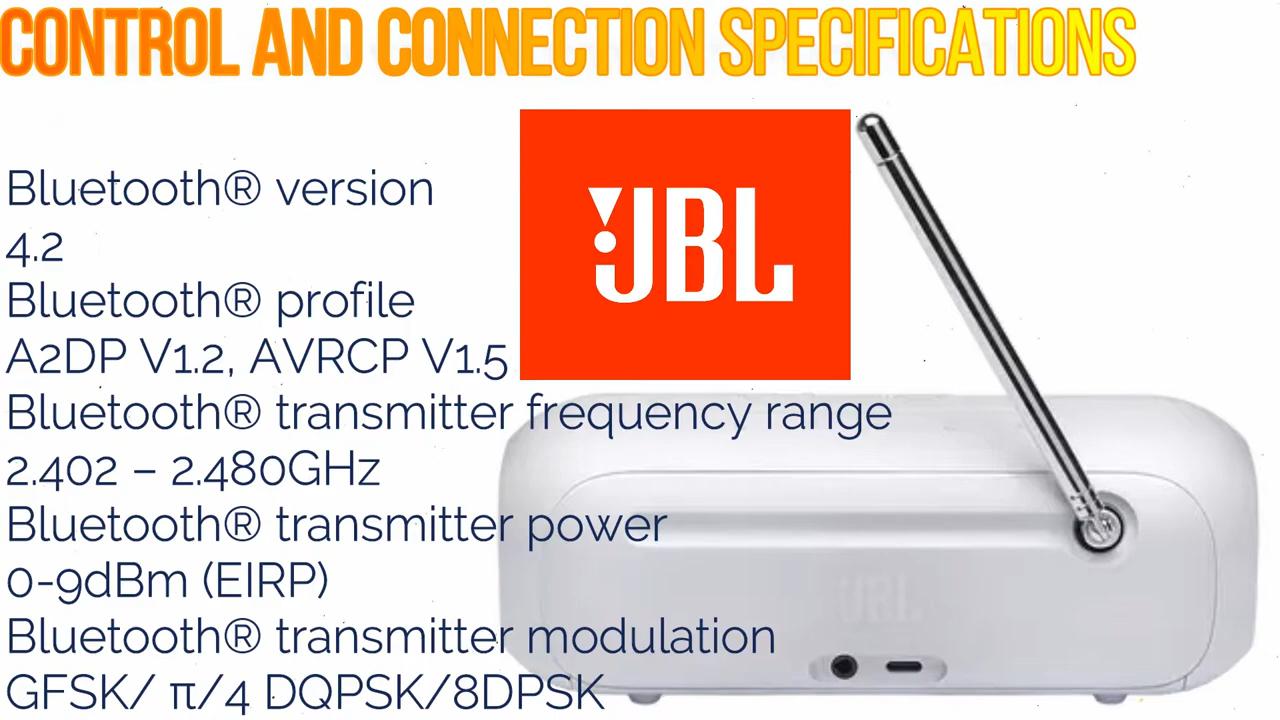 CONTROL AND CONNECTION SPECIFICATIONS
JBL
Bluetooth® version
4.2
Bluetooth® profile
A2DP V1.2, AVRCP V1.5
Bluetooth® transmitter frequency range
2.402 – 2.480GHz
Bluetooth® transmitter power
0-9dBm (EIRP)
Bluetooth® transmitter modulation
JBL
GFSK/ π/4 DQPSK/8DPSK